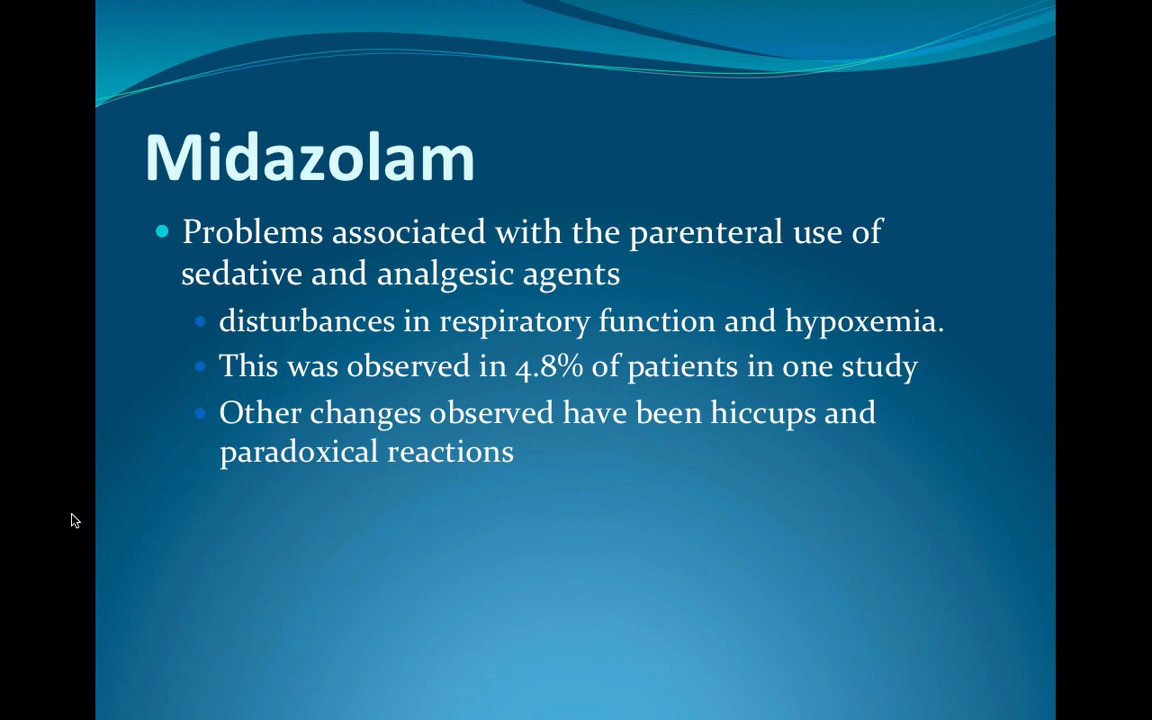 Midazolam
Problems associated with the parenteral use of
sedative and analgesic agents
disturbances in respiratory function and hypoxemia.
This was observed in 4.8% of patients in one study
Other changes observed have been hiccups and
paradoxical reactions